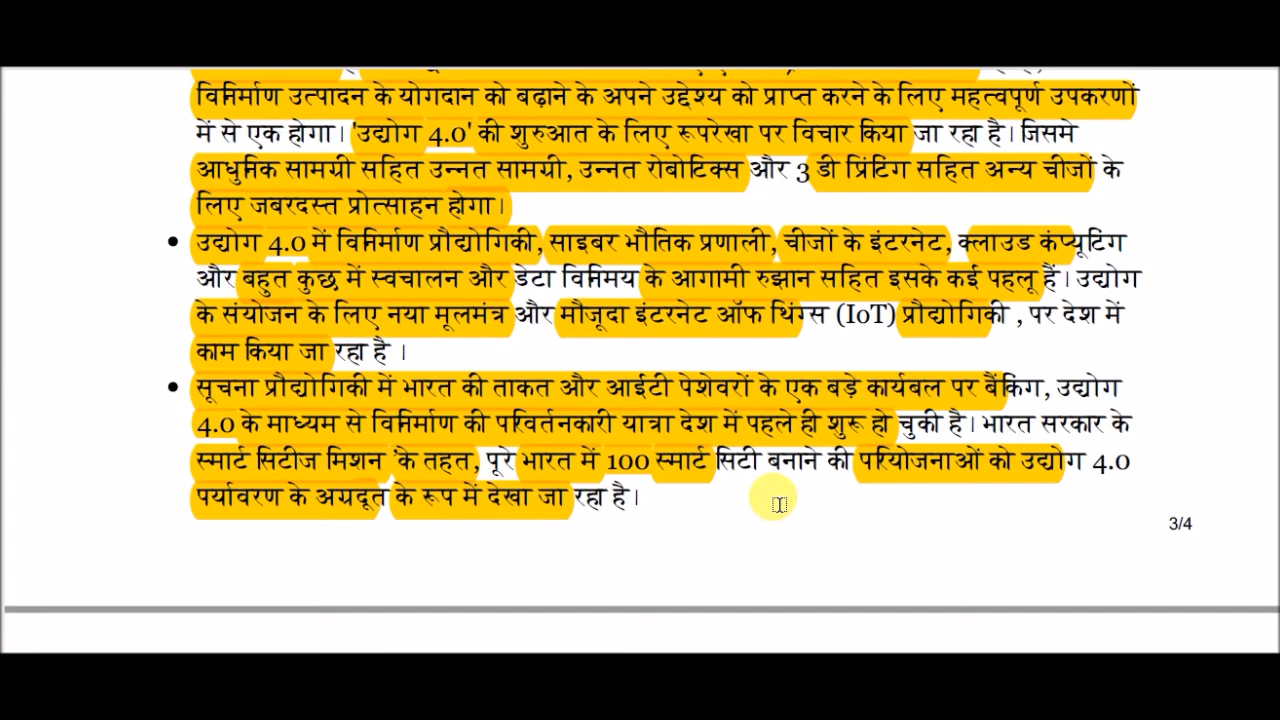 विनिर्माण उत्पादन के योगदान को बढ़ाने के अपने उद्देश्य को प्राप्त करने के लिए महत्वपूर्ण उपकरणों
में से एक होगा। 'उद्योग 4.0' की शुरुआत के लिए रूपरेखा पर विचार किया जा रहा है। जिसमे
आधुनिक सामग्री सहित उन्नत सामग्री, उन्नत रोबोटिक्स और 3 डी प्रिंटिंग सहित अन्य चीजों के
लिए जबरदस्त प्रोत्साहन होगा।
• उद्योग 4.0 में विनिर्माण प्रौद्योगिकी, साइबर भौतिक प्रणाली, चीजों के इंटरनेट, क्लाउड कंप्यूटिंग
और बहुत कुछ में स्वचालन और डेटा विनिमय के आगामी रुझान सहित इसके कई पहलू हैं। उद्योग
के संयोजन के लिए नया मूलमंत्र और मौजूदा इंटरनेट ऑफ थिंग्स (IoT) प्रौद्योगिकी , पर देश में
काम किया जा रहा है ।
• सूचना प्रौद्योगिकी में भारत की ताकत और आईटी पेशेवरों के एक बड़े कार्यबल पर बैंकिंग, उद्योग
4.0 के माध्यम से विनिर्माण की परिवर्तनकारी यात्रा देश में पहले ही शुरू हो चुकी है। भारत सरकार के
स्मार्ट सिटीज मिशन 'के तहत, पूरे भारत में 100 स्मार्ट सिटी बनाने की परियोजनाओं को उद्योग 4.0
पर्यावरण के अग्रदूत के रूप में देखा जा रहा है।
3/4